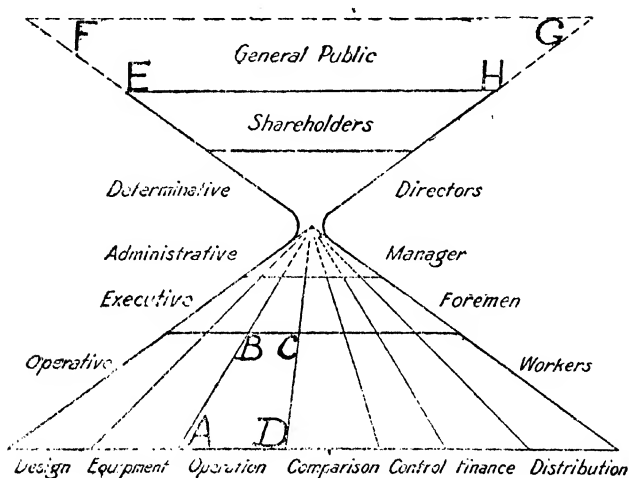 F G
General Public
E H
Shareholders
Determinative Directors
Administrative Manager
Executive Foremen
B C
Operative Workers
A D
Design Equipment Operation Comparison Control Finance Distribution